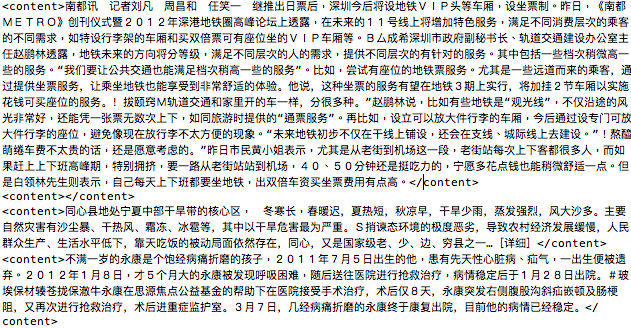 <content>南都讯　记者刘凡　周昌和　任笑一　继推出日票后，深圳今后将设地铁ＶＩＰ头等车厢，设坐票制。昨日，《南都
ＭＥＴＲＯ》创刊仪式暨２０１２年深港地铁圈高峰论坛上透露，在未来的１１号线上将增加特色服务，满足不同消费层次的乘客
的不同需求，如特设行李架的车厢和买双倍票可有座位坐的ＶＩＰ车厢等。Ｂム成希深圳市政府副秘书长、轨道交通建设办公室主
任赵鹏林透露，地铁未来的方向将分等级，满足不同层次的人的需求，提供不同层次的有针对的服务。其中包括一些档次稍微高一
些的服务。“我们要让公共交通也能满足档次稍高一些的服务”。比如，尝试有座位的地铁票服务。尤其是一些远道而来的乘客，通
过提供坐票服务，让乘坐地铁也能享受到非常舒适的体验。他说，这种坐票的服务有望在地铁３期上实行，将加挂２节车厢以实施
花钱可买座位的服务。！拔颐窍Ｍ轨道交通和家里开的车一样，分很多种。”赵鹏林说，比如有些地铁是“观光线”，不仅沿途的风
光非常好，还能凭一张票无数次上下，如同旅游时提供的“通票服务”。再比如，设立可以放大件行李的车厢，今后通过设专门可放
大件行李的座位，避免像现在放行李不太方便的现象。“未来地铁初步不仅在干线上铺设，还会在支线、城际线上去建设。”！
萌绻车费不太贵的话，还是愿意考虑的。”昨日市民黄小姐表示，尤其是从老街到机场这一段，老街站每次上下客都很多人，而如
果赶上上下班高峰期，特别拥挤，要一路从老街站站到机场，４０、５０分钟还是挺吃力的，宁愿多花点钱也能稍微舒适一点。但
是白领林先生则表示，自己每天上下班都要坐地铁，出双倍车资买坐票费用有点高。</content>
<content></content>
<content>同心县地处宁夏中部干旱带的核心区，　冬寒长，春暖迟，夏热短，秋凉早，干旱少雨，蒸发强烈，风大沙多。主要
自然灾害有沙尘暴、干热风、霜冻、冰雹等，其中以干旱危害最为严重。Ｓ捎谏态环境的极度恶劣，导致农村经济发展缓慢，人民
群众生产、生活水平低下，靠天吃饭的被动局面依然存在，同心，又是国家级老、少、边、穷县之一…［详细］</content>
<content>不满一岁的永康是个饱经病痛折磨的孩子，２０１１年７月５日出生的他，患有先天性心脏病、疝气，一出生便被遗
弃。２０１２年１月８日，才５个月大的永康被发现呼吸困难，随后送往医院进行抢救治疗，病情稳定后于１月２８日出院。＃玻
埃保材辏苍拢保澈牛永康在思源焦点公益基金的帮助下在医院接受手术治疗，术后仅８天，永康突发右侧腹股沟斜疝嵌顿及肠梗
阻，又再次进行抢救治疗，术后进重症监护室。３月７日，几经病痛折磨的永康终于康复出院，目前他的病情已经稳定。</
content>